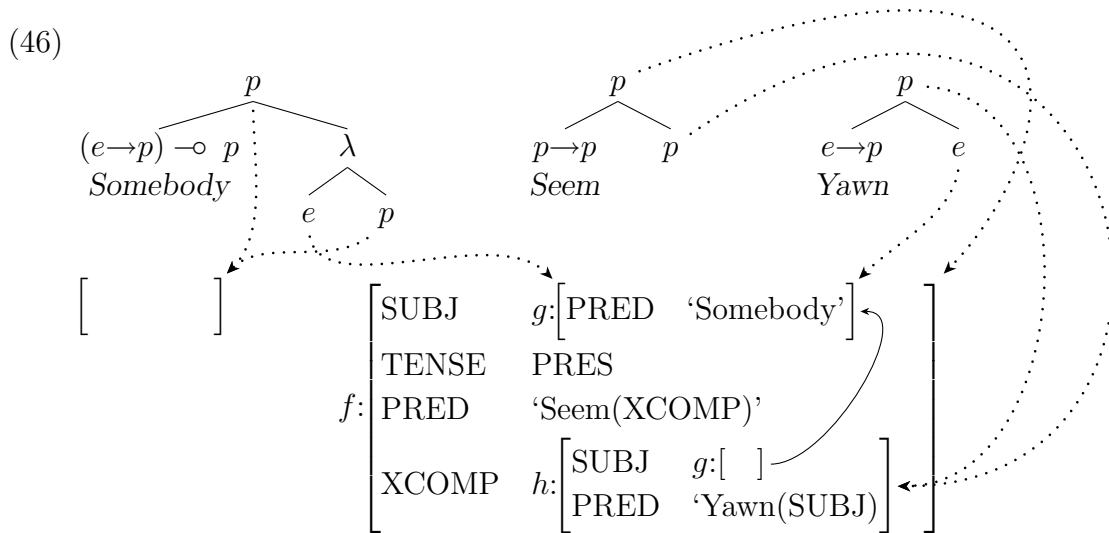 (46)
p p p
(e→p) ⊸ p λ p→p p e→p e
Somebody Seem Yawn
e p
[ ]
SUBJ g:[PRED ‘Somebody’]
TENSE PRES
f: PRED ‘Seem(XCOMP)’
XCOMP h: SUBJ g:[ ]
PRED ‘Yawn(SUBJ)